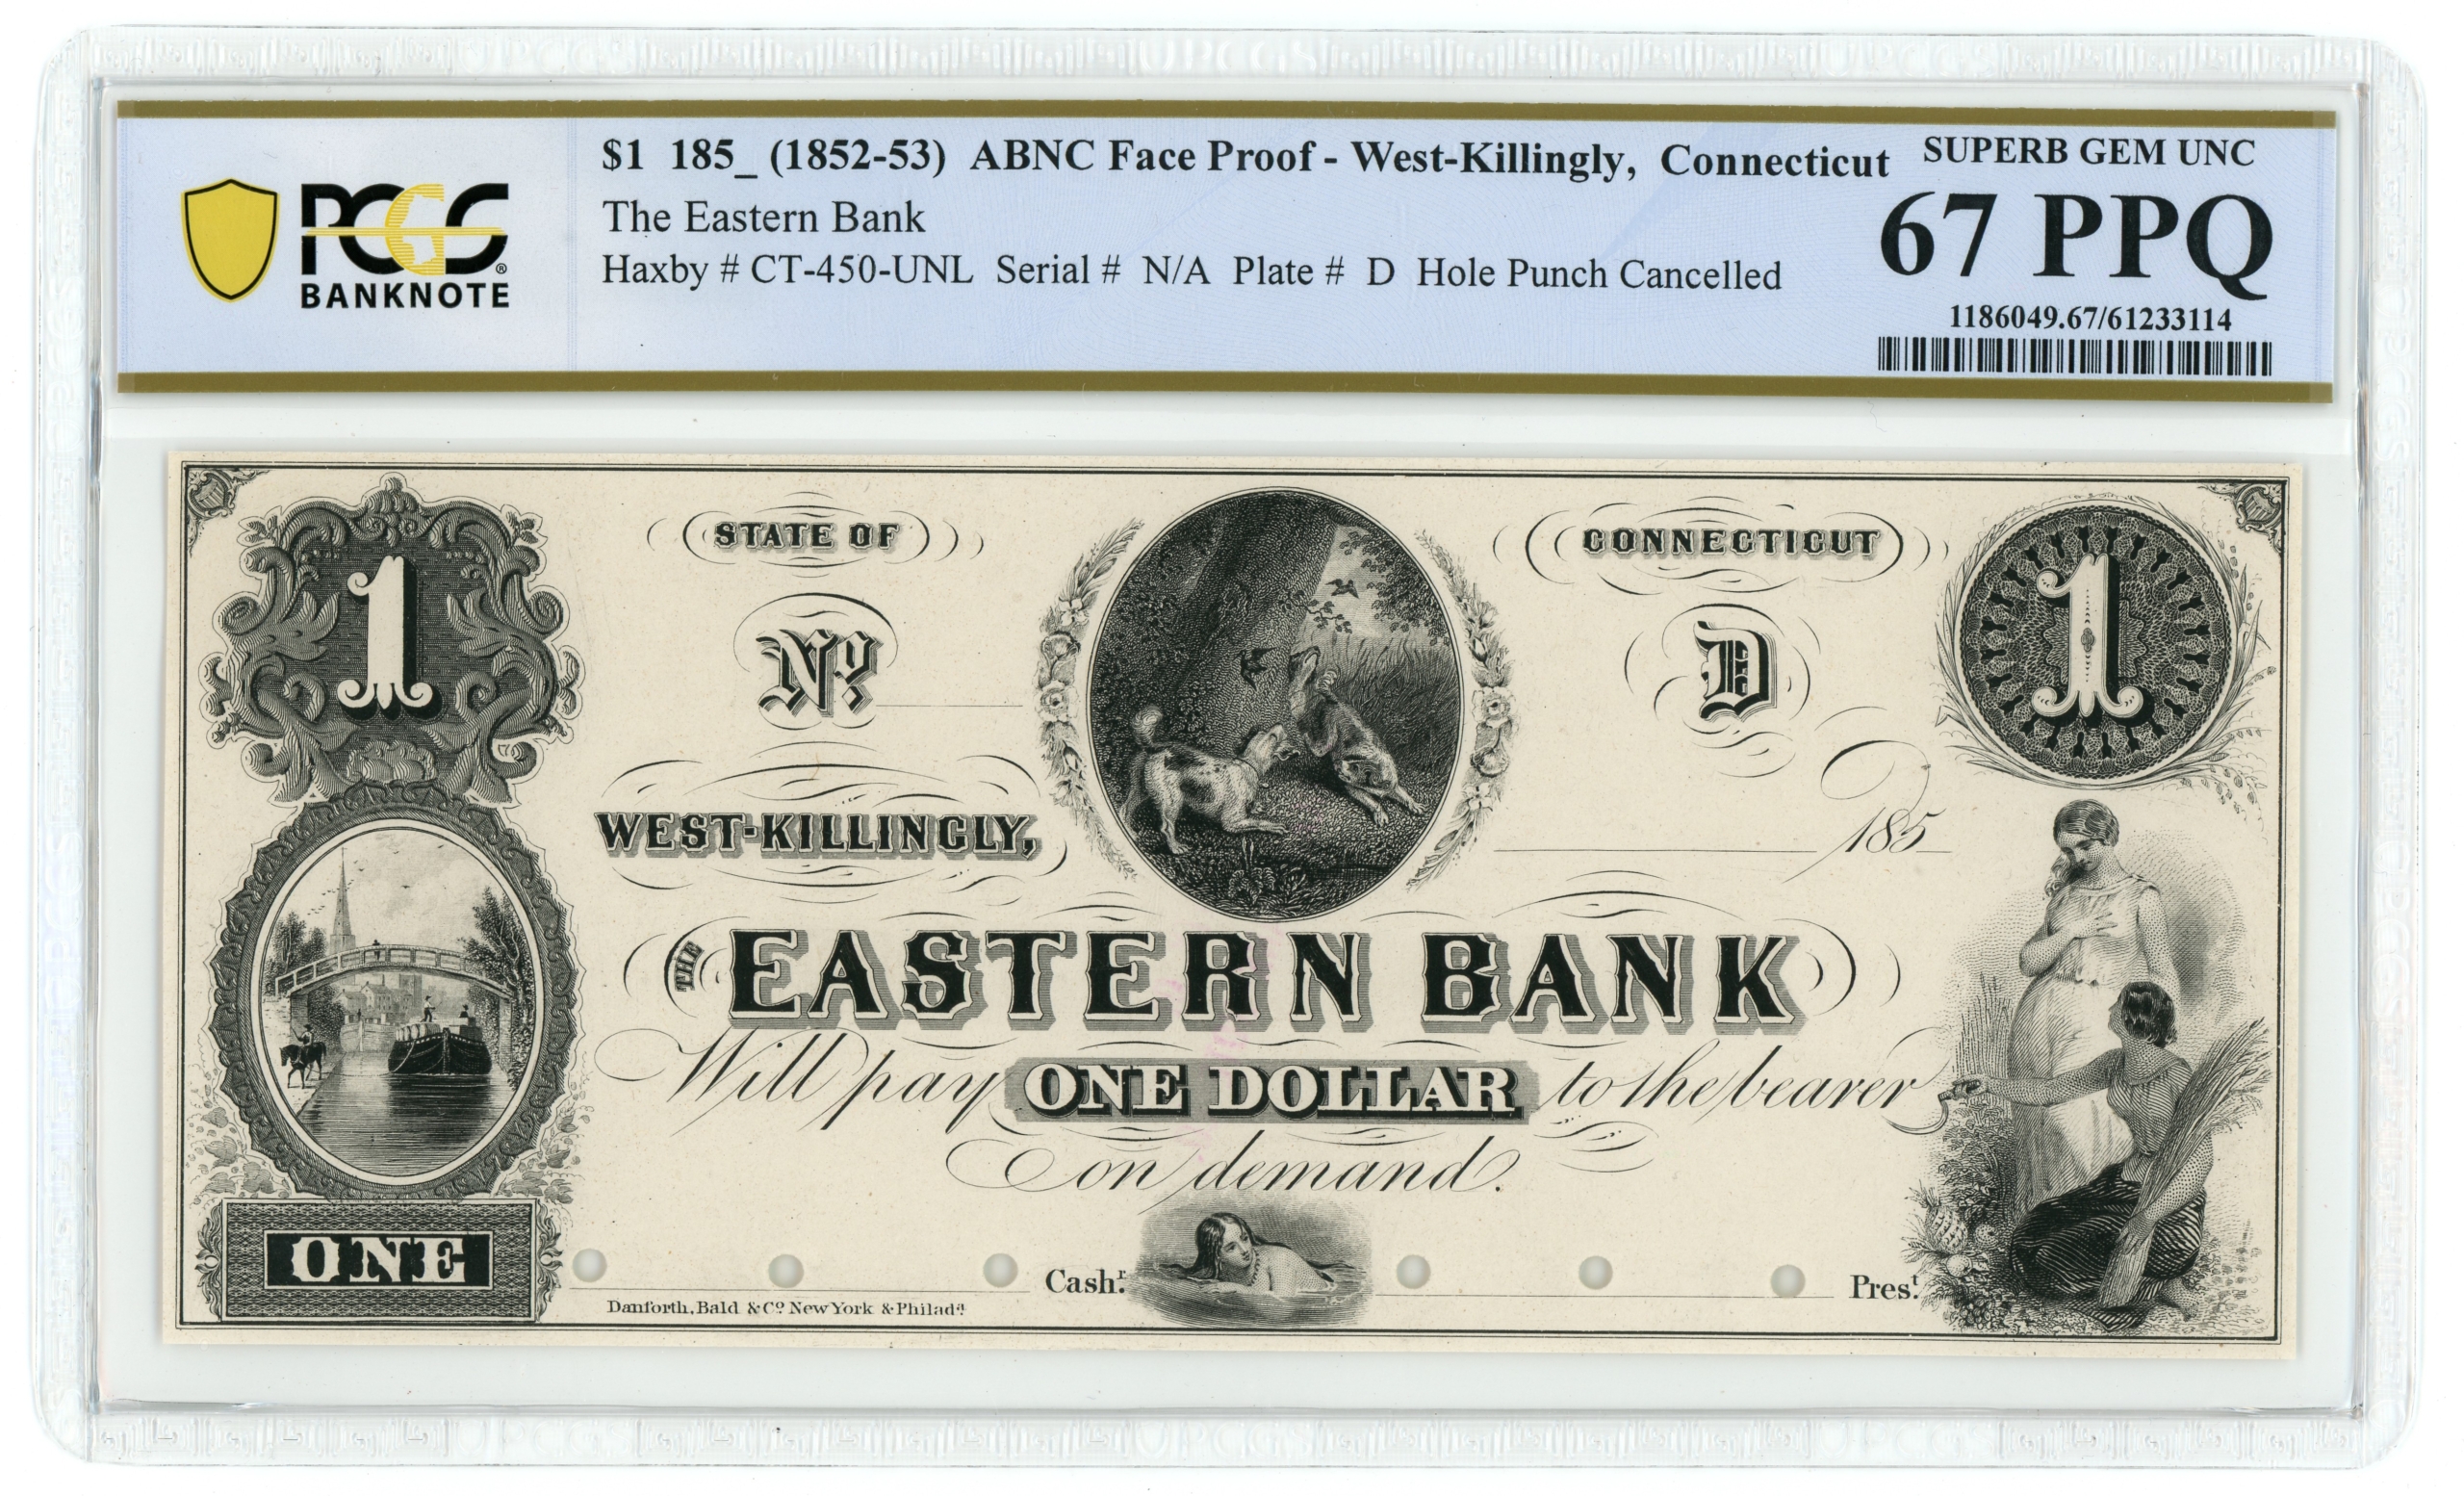 PCGS
BANKNOTE
$1 185_ (1852-53) ABNC Face Proof - West-Killingly, Connecticut
The Eastern Bank
Haxby # CT-450-UNL Serial # N/A Plate # D Hole Punch Cancelled
SUPERB GEM UNC
67 PPQ
1186049.67/61233114
1
STATE OF
CONNECTICUT
1
No.
D
WEST-KILLINGLY,
185
THE EASTERN BANK
Will pay ONE DOLLAR to the bearer
on demand.
ONE
Cashr.
Prest.
Danforth, Bald & Co. New York & Philada.